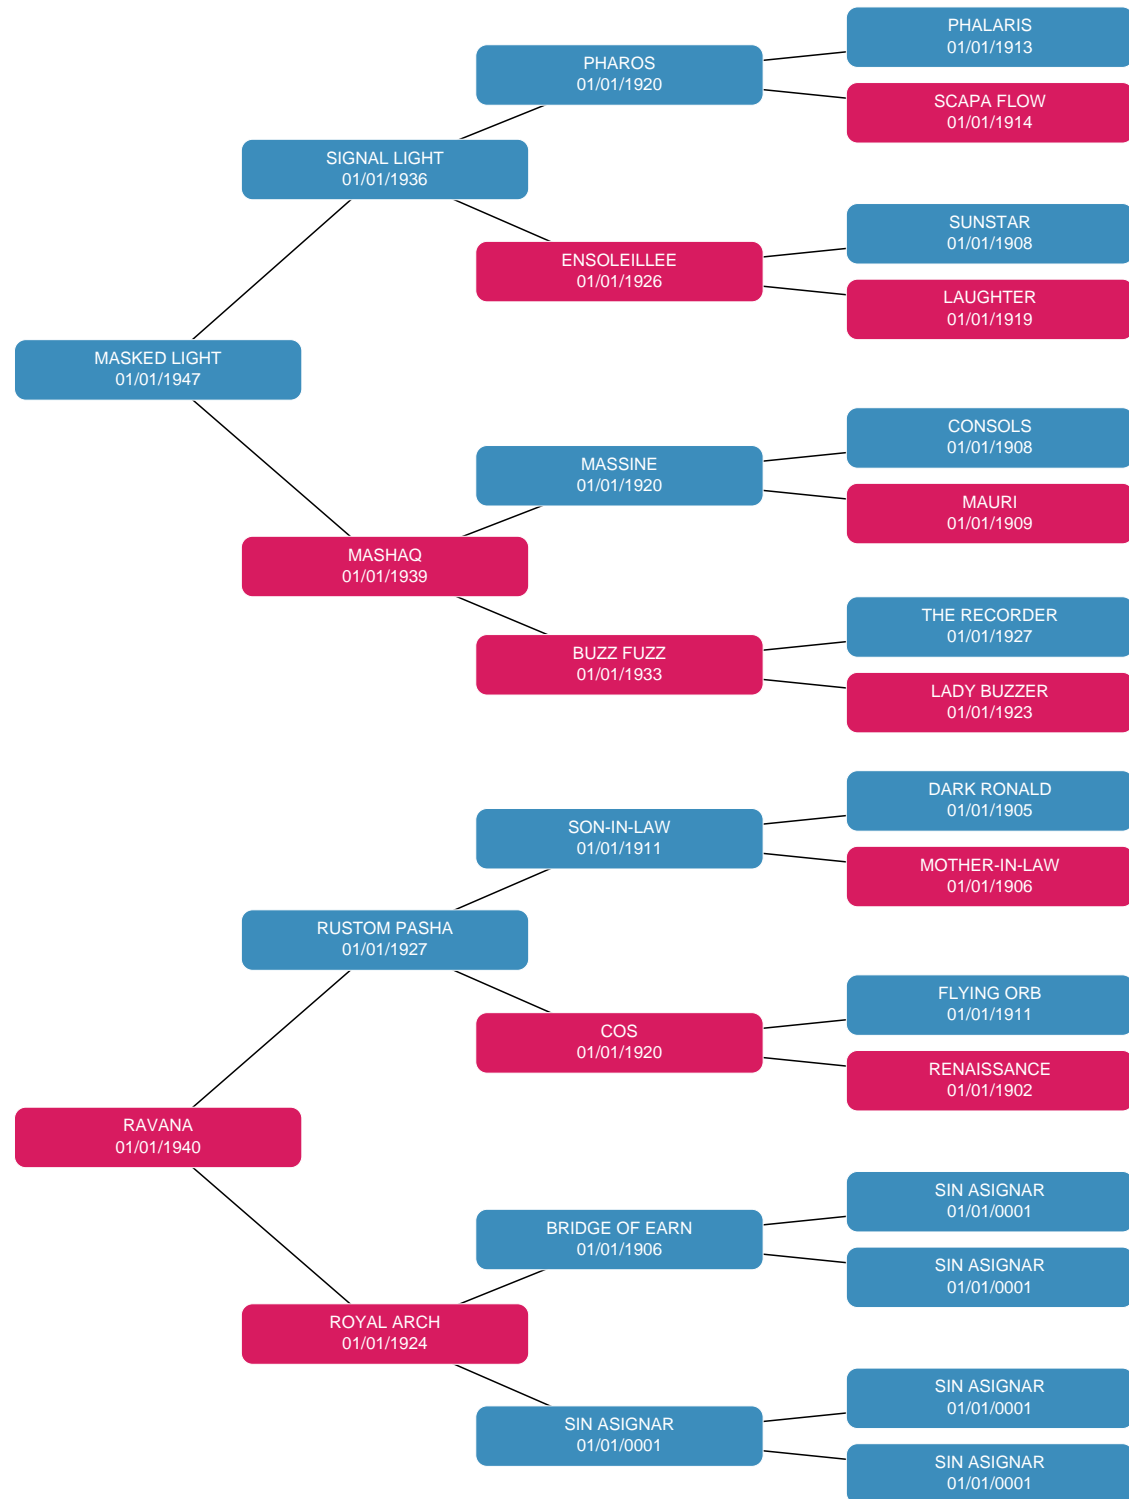 PHALARIS
01/01/1913
PHAROS
01/01/1920
SCAPA FLOW
01/01/1914
SIGNAL LIGHT
01/01/1936
SUNSTAR
01/01/1908
ENSOLEILLEE
01/01/1926
LAUGHTER
01/01/1919
MASKED LIGHT
01/01/1947
CONSOLS
01/01/1908
MASSINE
01/01/1920
MAURI
01/01/1909
MASHAQ
01/01/1939
THE RECORDER
01/01/1927
BUZZ FUZZ
01/01/1933
LADY BUZZER
01/01/1923
DARK RONALD
01/01/1905
SON-IN-LAW
01/01/1911
MOTHER-IN-LAW
01/01/1906
RUSTOM PASHA
01/01/1927
FLYING ORB
01/01/1911
COS
01/01/1920
RENAISSANCE
01/01/1902
RAVANA
01/01/1940
SIN ASIGNAR
01/01/0001
BRIDGE OF EARN
01/01/1906
SIN ASIGNAR
01/01/0001
ROYAL ARCH
01/01/1924
SIN ASIGNAR
01/01/0001
SIN ASIGNAR
01/01/0001
SIN ASIGNAR
01/01/0001